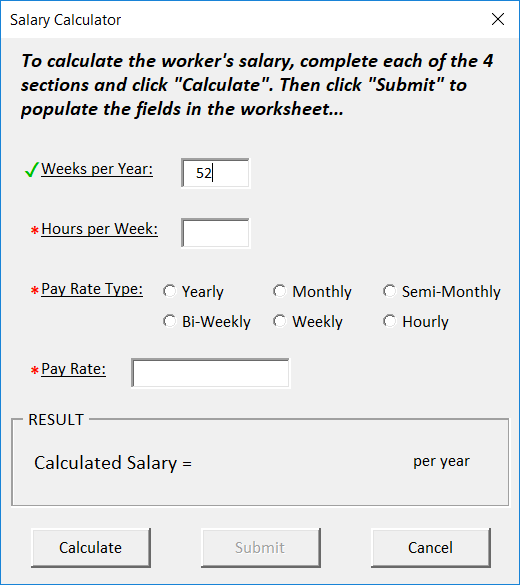 Salary Calculator
To calculate the worker's salary, complete each of the 4
sections and click "Calculate". Then click "Submit" to
populate the fields in the worksheet...
Weeks per Year: 52
*Hours per Week:
*Pay Rate Type: Yearly Monthly Semi-Monthly
Bi-Weekly Weekly Hourly
*Pay Rate:
RESULT
Calculated Salary = per year
Calculate Submit Cancel